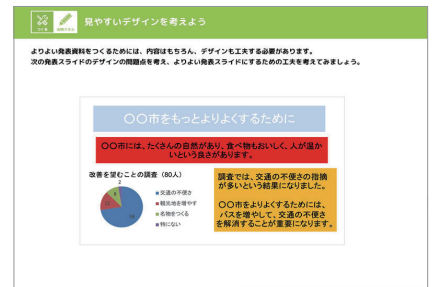 見やすいデザインを考えよう
よりよい発表資料をつくるためには、内容はもちろん、デザインも工夫する必要があります。
次の発表スライドのデザインの問題点を考え、よりよい発表スライドにするための工夫を考えてみましょう。
〇〇市をもっとよりよくするために
〇〇市には、たくさんの自然があり、食べ物もおいしく、人が温か
いという良さがあります。
改善を望むことの調査（80人）
2
交通の不便さ
観光地を増やす
名物をつくる
特にない
調査では、交通の不便さの指摘
が多いという結果になりました。
〇〇市をよりよくするためには、
バスを増やして、交通の不便さ
を解消することが重要になります。